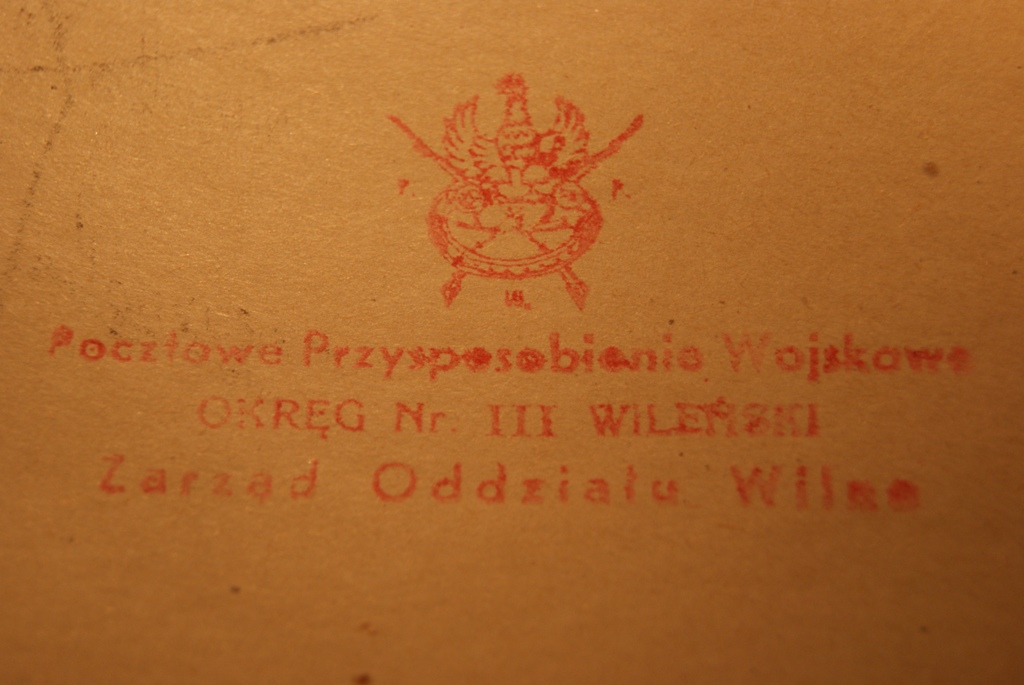 P. P.
W.
Pocztowe Przysposobienie Wojskowe
OKRĘG Nr. III WILEŃSKI
Zarząd Oddziału Wilno